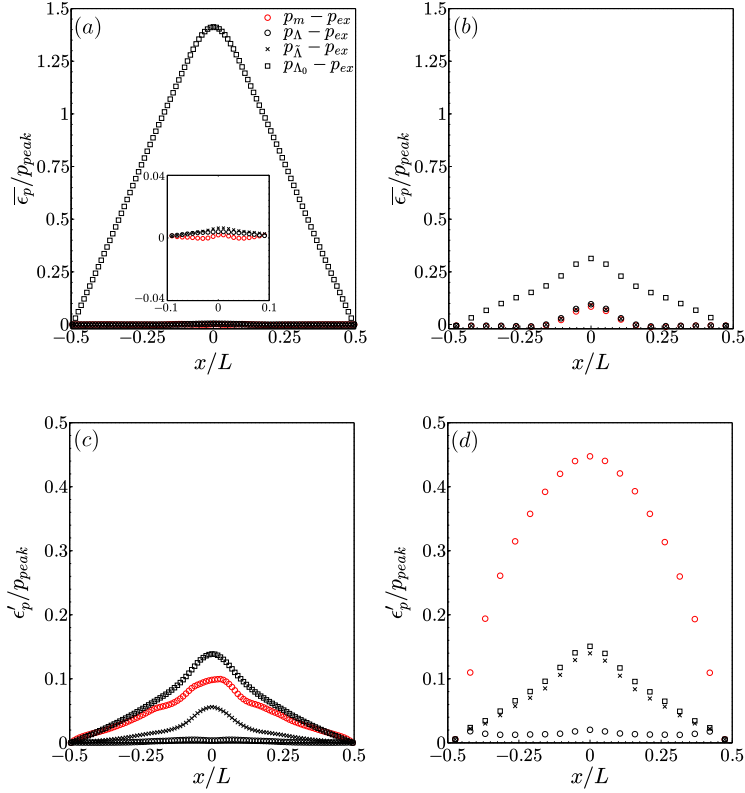 (a)
p_m − p_ex
p_Λ − p_ex
p_Λ̃ − p_ex
p_Λ₀ − p_ex
1.5
1.25
1
0.75
0.5
0.25
0
ϵ̅_p/p_peak
0.04
0
−0.04
−0.1 0 0.1
−0.5 −0.25 0 0.25 0.5
x/L
(b)
1.5
1.25
1
0.75
0.5
0.25
0
ϵ̅_p/p_peak
−0.5 −0.25 0 0.25 0.5
x/L
(c)
0.5
0.4
0.3
0.2
0.1
0
ϵ′_p/p_peak
−0.5 −0.25 0 0.25 0.5
x/L
(d)
0.5
0.4
0.3
0.2
0.1
0
ϵ′_p/p_peak
−0.5 −0.25 0 0.25 0.5
x/L